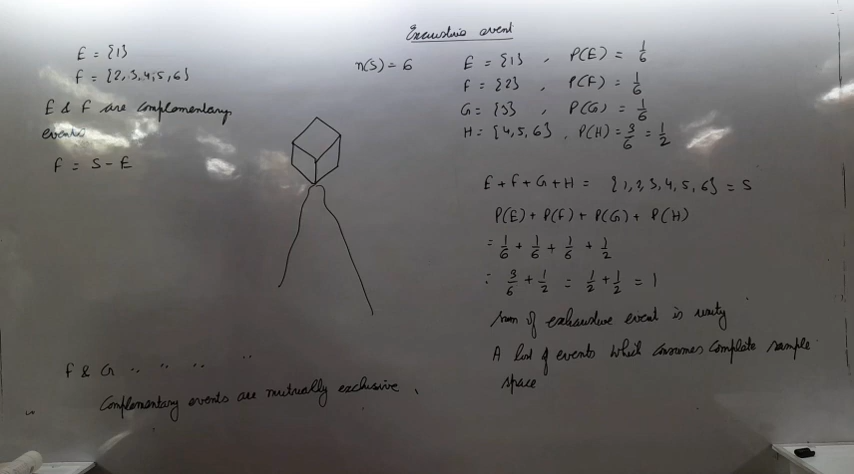 Exaustive event
E = {1}
F = {2,3,4,5,6}
E & F are complementary
events
F = S - E
F & G " " " "
Complementary events are mutually exclusive.
n(S) = 6
E = {1} , P(E) = 1/6
F = {2} , P(F) = 1/6
G = {3} , P(G) = 1/6
H = {4,5,6} , P(H) = 3/6 = 1/2
E + F + G + H = {1,2,3,4,5,6} = S
P(E) + P(F) + P(G) + P(H)
= 1/6 + 1/6 + 1/6 + 1/2
= 3/6 + 1/2 = 1/2 + 1/2 = 1
sum of exhaustive event is unity
A list of events which consumes complete sample
space